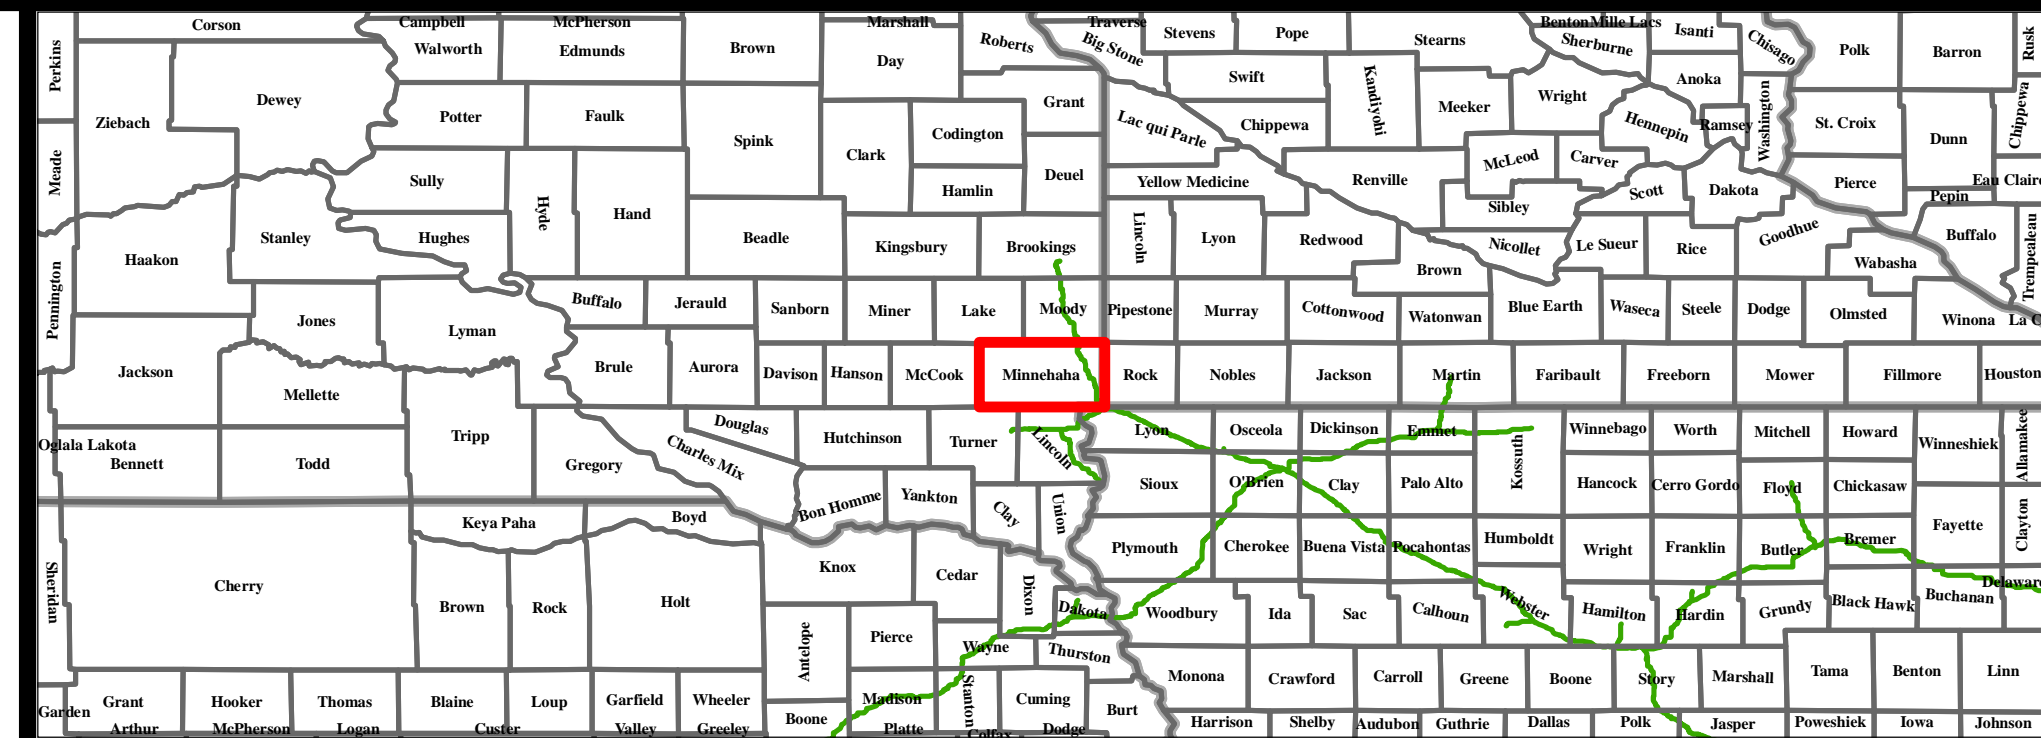 Corson
Campbell
McPherson
Marshall
Traverse
Benton
Mille Lacs
Perkins
Walworth
Edmunds
Brown
Day
Roberts
Big Stone
Stevens
Pope
Stearns
Sherburne
Isanti
Chisago
Polk
Barron
Rusk
Ziebach
Dewey
Potter
Faulk
Spink
Clark
Codington
Grant
Swift
Kandiyohi
Meeker
Wright
Anoka
Hennepin
Ramsey
Washington
St. Croix
Dunn
Chippewa
Meade
Sully
Hyde
Hand
Hamlin
Deuel
Lac qui Parle
Chippewa
Yellow Medicine
Renville
McLeod
Carver
Scott
Dakota
Pierce
Eau Claire
Pepin
Haakon
Stanley
Hughes
Beadle
Kingsbury
Brookings
Lincoln
Lyon
Redwood
Sibley
Nicollet
Le Sueur
Rice
Goodhue
Wabasha
Buffalo
Trempealeau
Pennington
Jones
Lyman
Buffalo
Jerauld
Sanborn
Miner
Lake
Moody
Pipestone
Murray
Cottonwood
Brown
Watonwan
Blue Earth
Waseca
Steele
Dodge
Olmsted
Winona
La C
Jackson
Mellette
Brule
Aurora
Davison
Hanson
McCook
Minnehaha
Rock
Nobles
Jackson
Martin
Faribault
Freeborn
Mower
Fillmore
Houston
Oglala Lakota
Bennett
Todd
Tripp
Gregory
Charles Mix
Douglas
Hutchinson
Turner
Lincoln
Lyon
Osceola
Dickinson
Emmet
Kossuth
Winnebago
Worth
Mitchell
Howard
Winneshiek
Allamakee
Bon Homme
Yankton
Clay
Union
Sioux
O'Brien
Clay
Palo Alto
Hancock
Cerro Gordo
Floyd
Chickasaw
Fayette
Clayton
Sheridan
Cherry
Keya Paha
Boyd
Brown
Rock
Holt
Knox
Cedar
Dixon
Dakota
Plymouth
Cherokee
Buena Vista
Pocahontas
Humboldt
Wright
Franklin
Butler
Bremer
Delaware
Antelope
Pierce
Wayne
Thurston
Woodbury
Ida
Sac
Calhoun
Webster
Hamilton
Hardin
Grundy
Black Hawk
Buchanan
Garden
Grant
Hooker
Thomas
Blaine
Loup
Garfield
Wheeler
Boone
Madison
Stanton
Cuming
Burt
Monona
Crawford
Carroll
Greene
Boone
Story
Marshall
Tama
Benton
Linn
Arthur
McPherson
Logan
Custer
Valley
Greeley
Platte
Colfax
Dodge
Harrison
Shelby
Audubon
Guthrie
Dallas
Polk
Jasper
Poweshiek
Iowa
Johnson